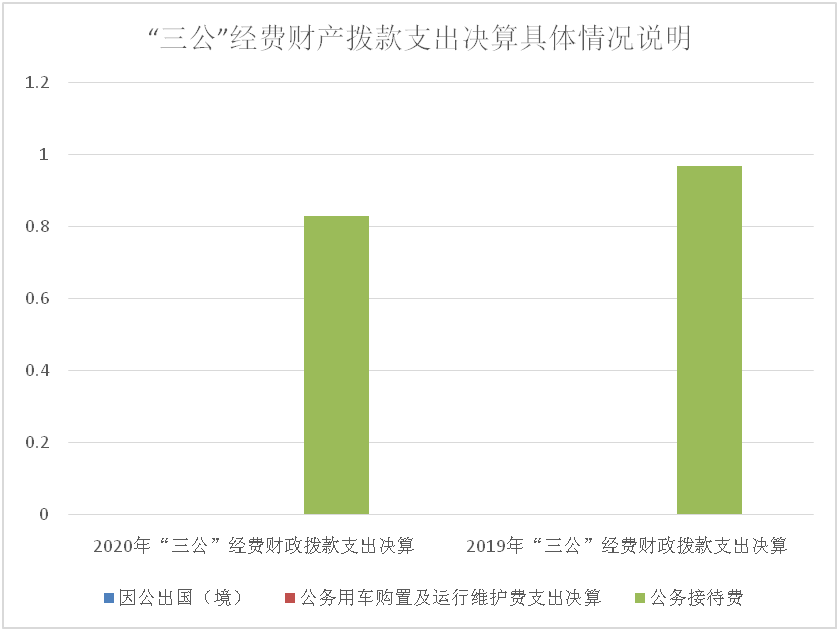 “三公”经费财产拨款支出决算具体情况说明
1.2
1
0.8
0.6
0.4
0.2
0
2020年“三公”经费财政拨款支出决算 2019年“三公”经费财政拨款支出决算
因公出国（境） 公务用车购置及运行维护费支出决算 公务接待费